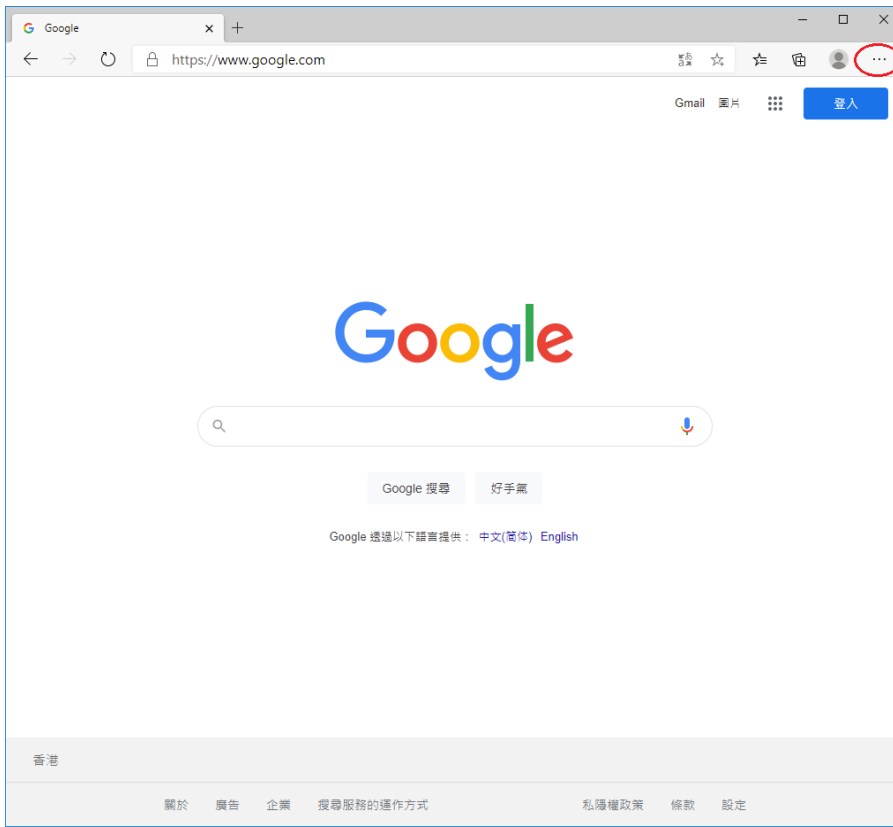 Google
https://www.google.com
Gmail 圖片 登入
Google
Google 搜尋 好手氣
Google 透過以下語言提供： 中文(简体) English
香港
關於 廣告 企業 搜尋服務的運作方式 私隱權政策 條款 設定